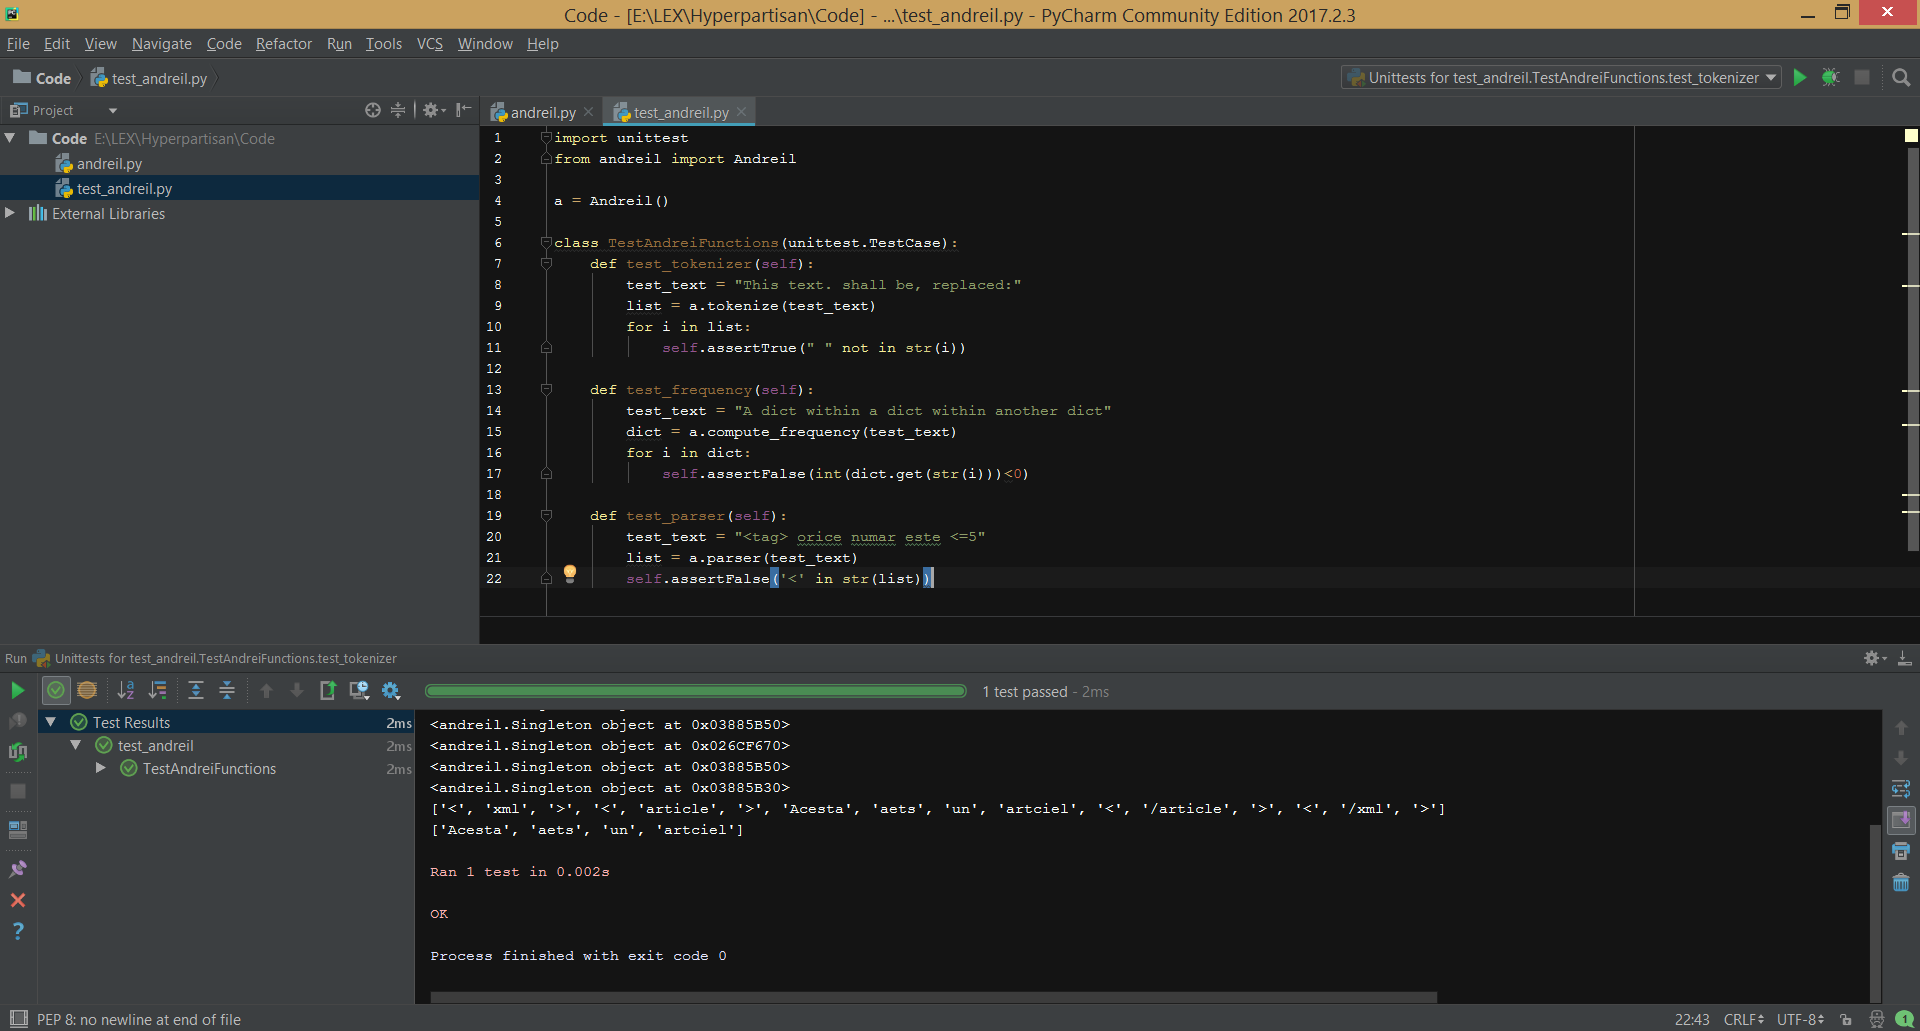 Code - [E:\LEX\Hyperpartisan\Code] - ...\test_andreil.py - PyCharm Community Edition 2017.2.3
File Edit View Navigate Code Refactor Run Tools VCS Window Help
Code test_andreil.py
Unittests for test_andreil.TestAndreiFunctions.test_tokenizer
Project
andreil.py test_andreil.py
Code E:\LEX\Hyperpartisan\Code
andreil.py
test_andreil.py
External Libraries
1 import unittest
2 from andreil import Andreil
3
4 a = Andreil()
5
6 class TestAndreiFunctions(unittest.TestCase):
7 def test_tokenizer(self):
8 test_text = "This text. shall be, replaced:"
9 list = a.tokenize(test_text)
10 for i in list:
11 self.assertTrue(" " not in str(i))
12
13 def test_frequency(self):
14 test_text = "A dict within a dict within another dict"
15 dict = a.compute_frequency(test_text)
16 for i in dict:
17 self.assertFalse(int(dict.get(str(i)))<0)
18
19 def test_parser(self):
20 test_text = "<tag> orice numar este <=5"
21 list = a.parser(test_text)
22 self.assertFalse('<' in str(list))
Run Unittests for test_andreil.TestAndreiFunctions.test_tokenizer
1 test passed - 2ms
Test Results 2ms
test_andreil 2ms
TestAndreiFunctions 2ms
<andreil.Singleton object at 0x03885B50>
<andreil.Singleton object at 0x026CF670>
<andreil.Singleton object at 0x03885B50>
<andreil.Singleton object at 0x03885B30>
['<', 'xml', '>', '<', 'article', '>', 'Acesta', 'aets', 'un', 'artciel', '<', '/article', '>', '<', '/xml', '>']
['Acesta', 'aets', 'un', 'artciel']
Ran 1 test in 0.002s
OK
Process finished with exit code 0
PEP 8: no newline at end of file
22:43 CRLF UTF-8 1